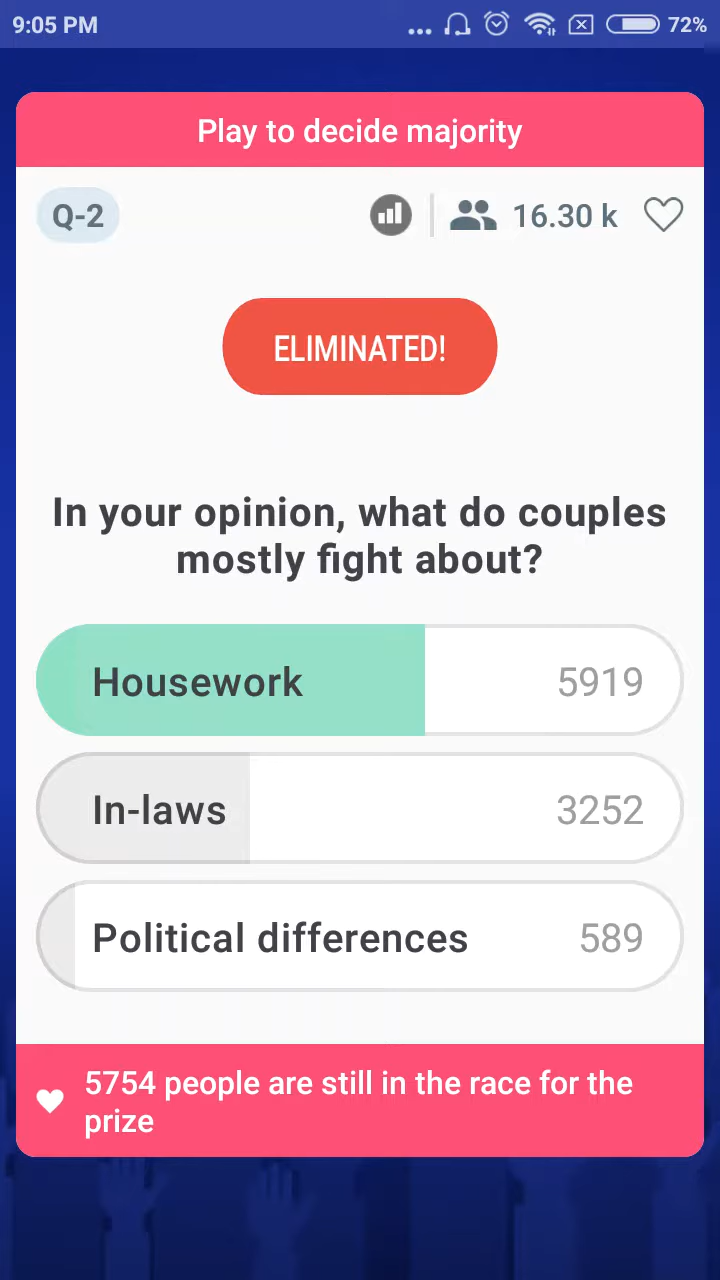 9:05 PM
72%
Play to decide majority
Q-2
16.30 k
ELIMINATED!
In your opinion, what do couples
mostly fight about?
Housework 5919
In-laws 3252
Political differences 589
5754 people are still in the race for the
prize